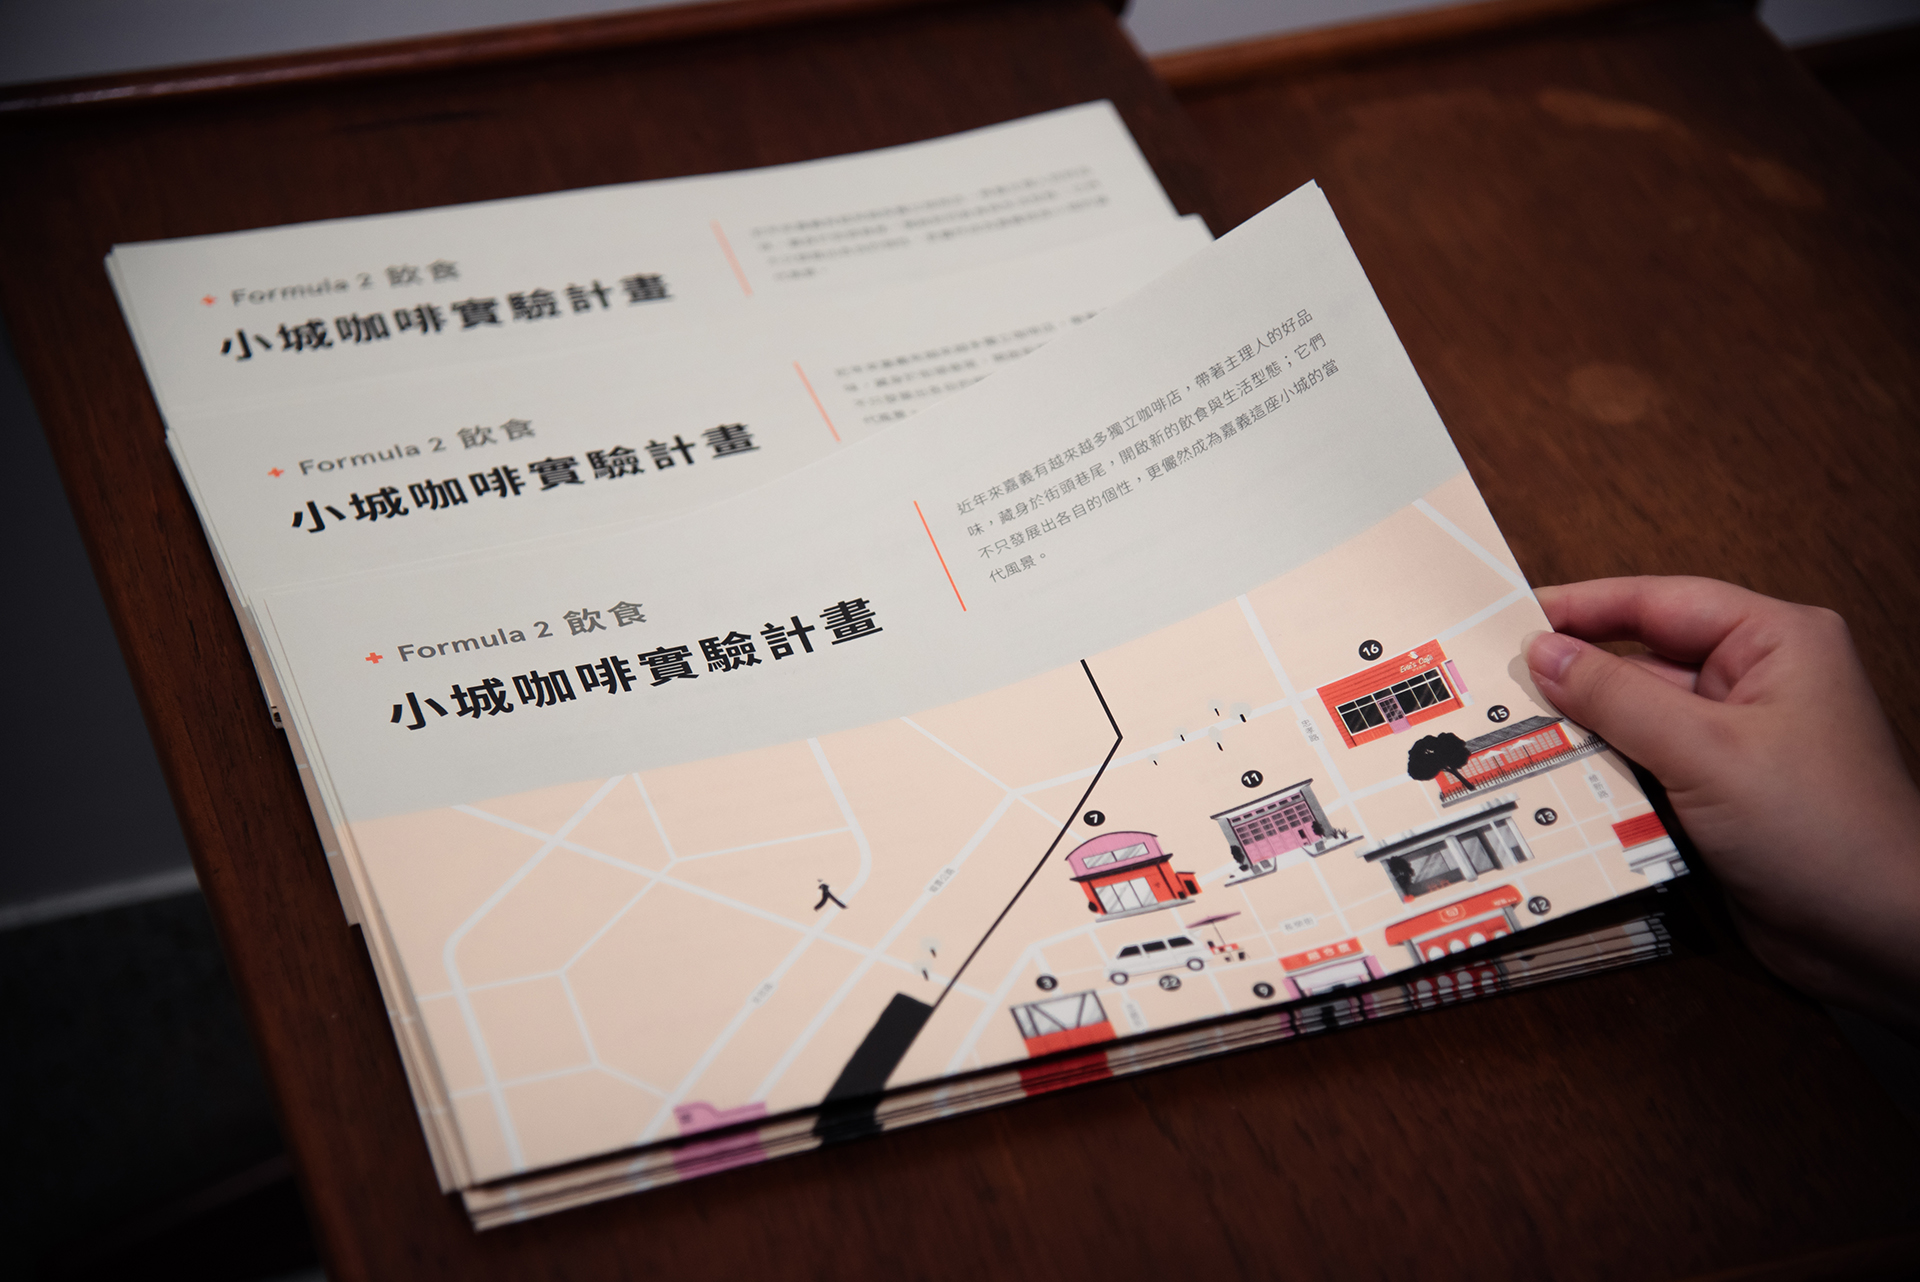 + Formula 2 飲食
小城咖啡實驗計畫
+ Formula 2 飲食
小城咖啡實驗計畫
+ Formula 2 飲食
小城咖啡實驗計畫
近年來嘉義有越來越多獨立咖啡店，帶著主理人的好品
味，藏身於街頭巷尾，開啟新的飲食與生活型態；它們
不只發展出各自的個性，更儼然成為嘉義這座小城的當
代風景。
16
Eve's Cafe
15
忠孝路
11
13
7
12
3
22
9